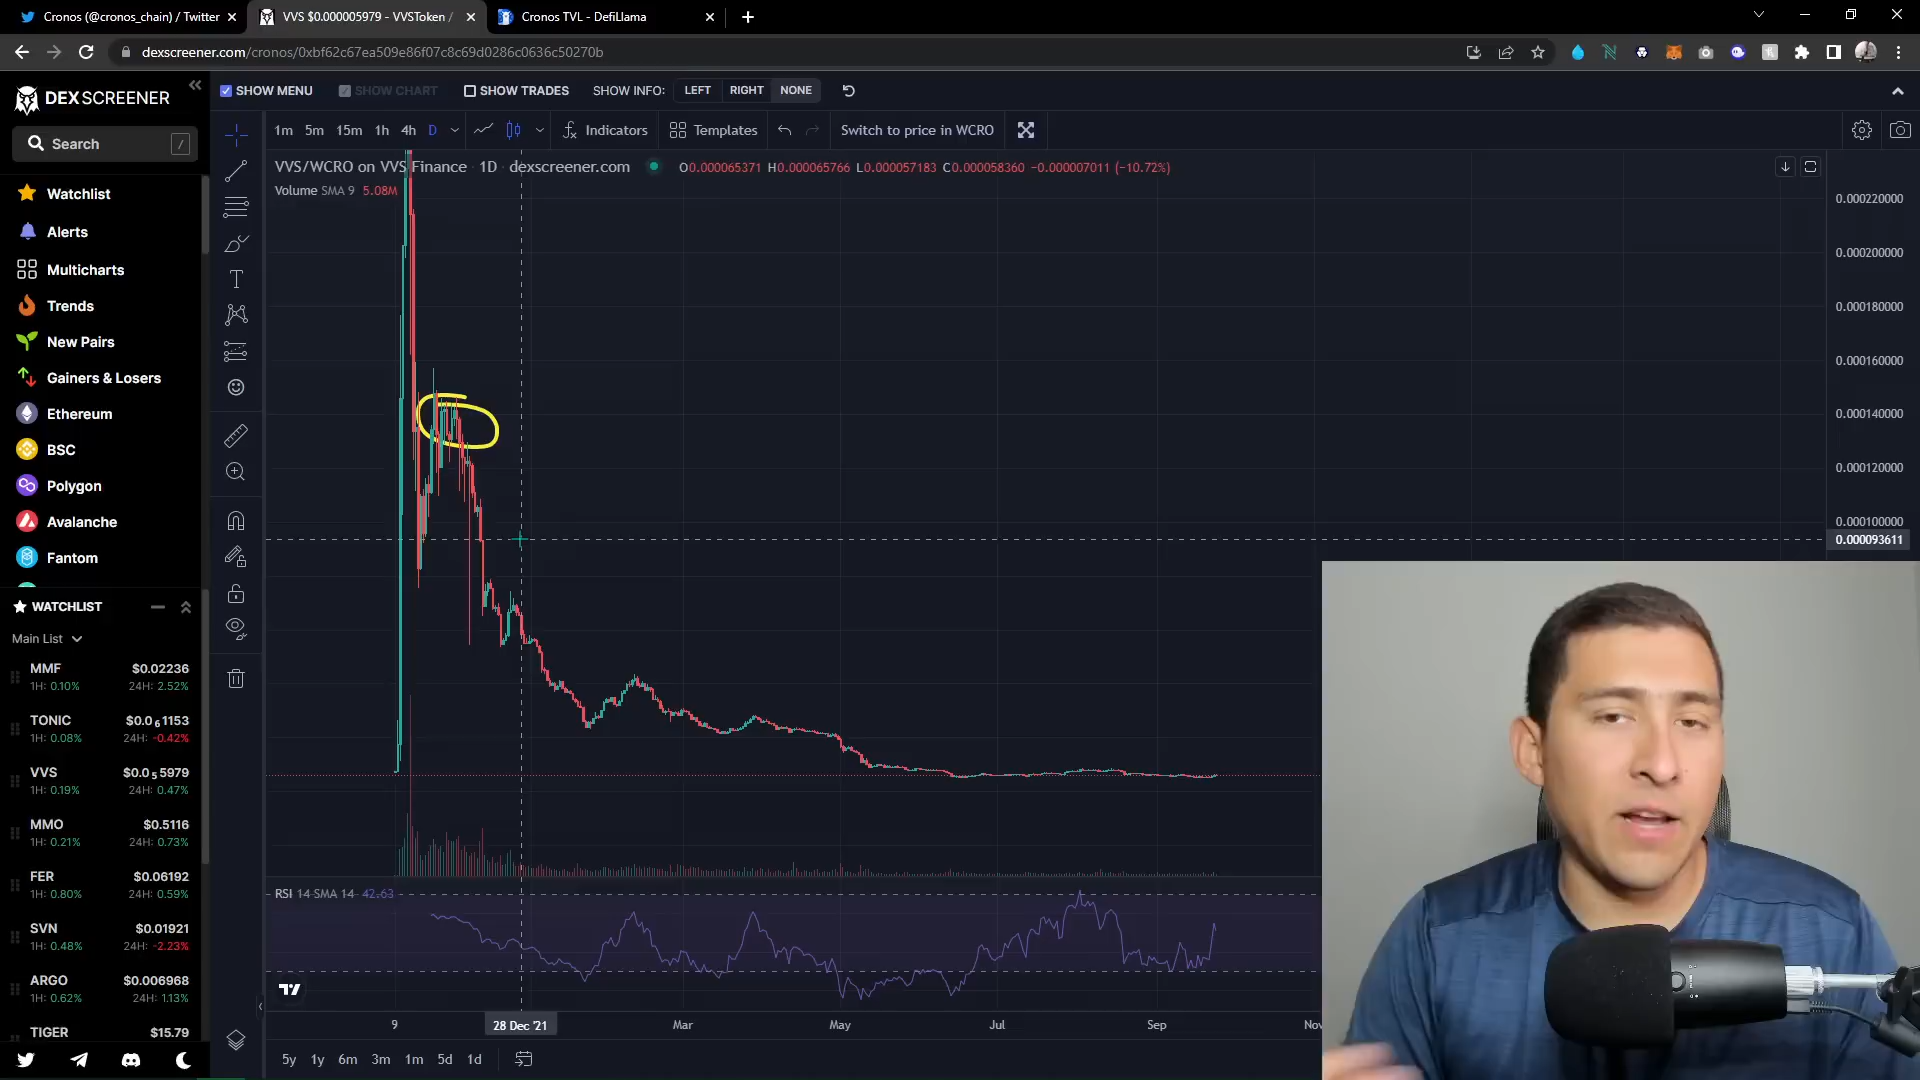 Cronos (@cronos_chain) / Twitter
VVS $0.000005979 - VVSToken /
Cronos TVL - DefiLlama
dexscreener.com/cronos/0xbf62c67ea509e86f07c8c69d0286c0636c50270b
DEXSCREENER
SHOW MENU
SHOW CHART
SHOW TRADES
SHOW INFO:
LEFT
RIGHT
NONE
Search
/
1m 5m 15m 1h 4h D
Indicators
Templates
Switch to price in WCRO
VVS/WCRO on VVS Finance · 1D · dexscreener.com
O0.000065371 H0.000065766 L0.000057183 C0.000058360 −0.000007011 (−10.72%)
Volume SMA 9 5.08M
Watchlist
Alerts
Multicharts
Trends
New Pairs
Gainers & Losers
Ethereum
BSC
Polygon
Avalanche
Fantom
WATCHLIST
Main List
MMF $0.02236
1H: 0.10% 24H: 2.52%
TONIC $0.0₆1153
1H: 0.08% 24H: -0.42%
VVS $0.0₅5979
1H: 0.19% 24H: 0.47%
MMO $0.5116
1H: 0.21% 24H: 0.73%
FER $0.06192
1H: 0.80% 24H: 0.59%
SVN $0.01921
1H: 0.48% 24H: -2.23%
ARGO $0.006968
1H: 0.62% 24H: 1.13%
TIGER $15.79
0.000220000
0.000200000
0.000180000
0.000160000
0.000140000
0.000120000
0.000100000
0.000093611
RSI 14 SMA 14 42.63
9
28 Dec '21
Mar
May
Jul
Sep
Nov
5y 1y 6m 3m 1m 5d 1d